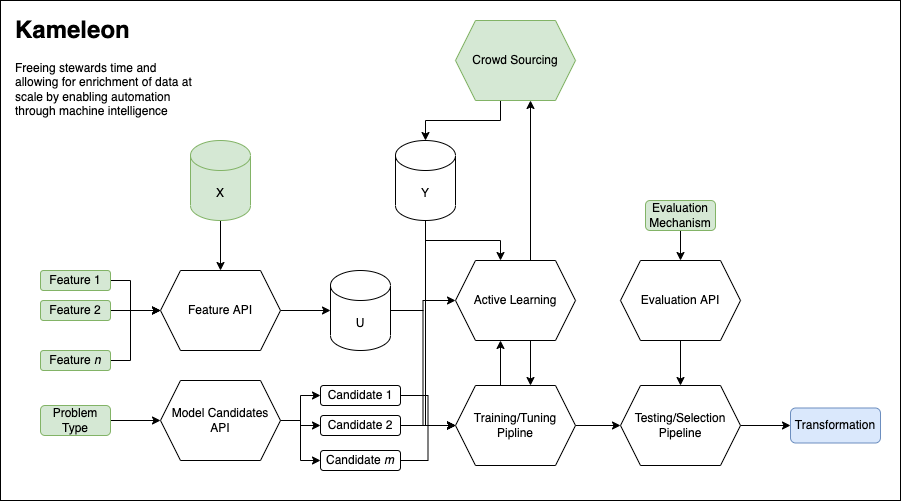 Kameleon
Freeing stewards time and
allowing for enrichment of data at
scale by enabling automation
through machine intelligence
Crowd Sourcing
X
Y
Evaluation
Mechanism
Feature 1
Feature 2
Feature n
Feature API
U
Active Learning
Evaluation API
Problem
Type
Model Candidates
API
Candidate 1
Candidate 2
Candidate m
Training/Tuning
Pipline
Testing/Selection
Pipeline
Transformation